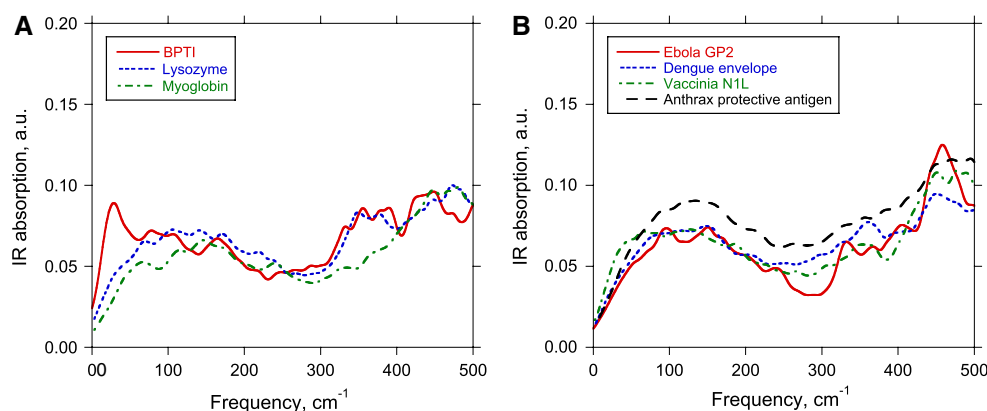 A
0.20
0.15
0.10
0.05
0.00
IR absorption, a.u.
BPTI
Lysozyme
Myoglobin
00 100 200 300 400 500
Frequency, cm-1
B
0.20
0.15
0.10
0.05
0.00
IR absorption, a.u.
Ebola GP2
Dengue envelope
Vaccinia N1L
Anthrax protective antigen
0 100 200 300 400 500
Frequency, cm-1